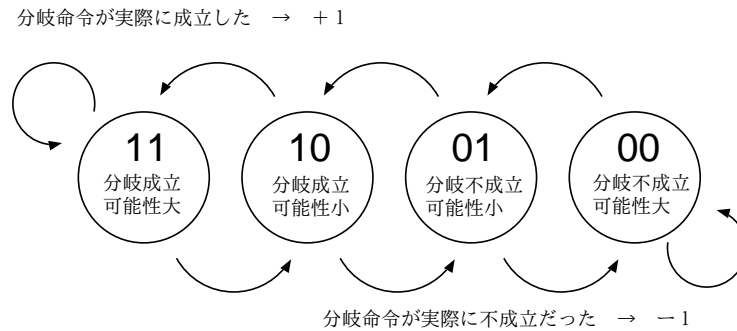 分岐命令が実際に成立した → ＋1
11
分岐成立
可能性大
10
分岐成立
可能性小
01
分岐不成立
可能性小
00
分岐不成立
可能性大
分岐命令が実際に不成立だった → －1